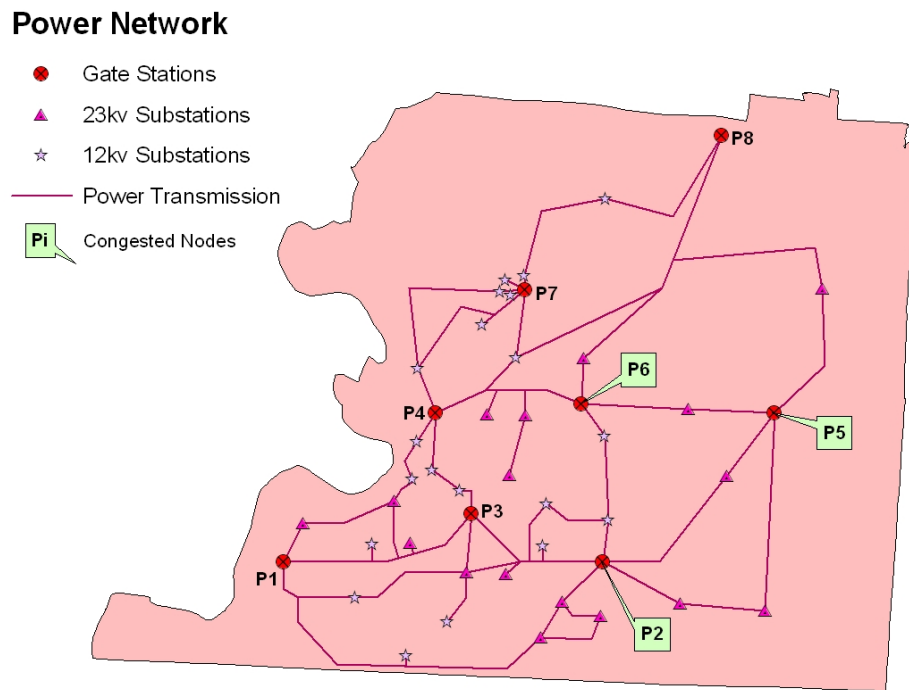 Power Network
Gate Stations
23kv Substations
12kv Substations
Power Transmission
Pi
Congested Nodes
P8
P7
P6
P4
P5
P3
P1
P2